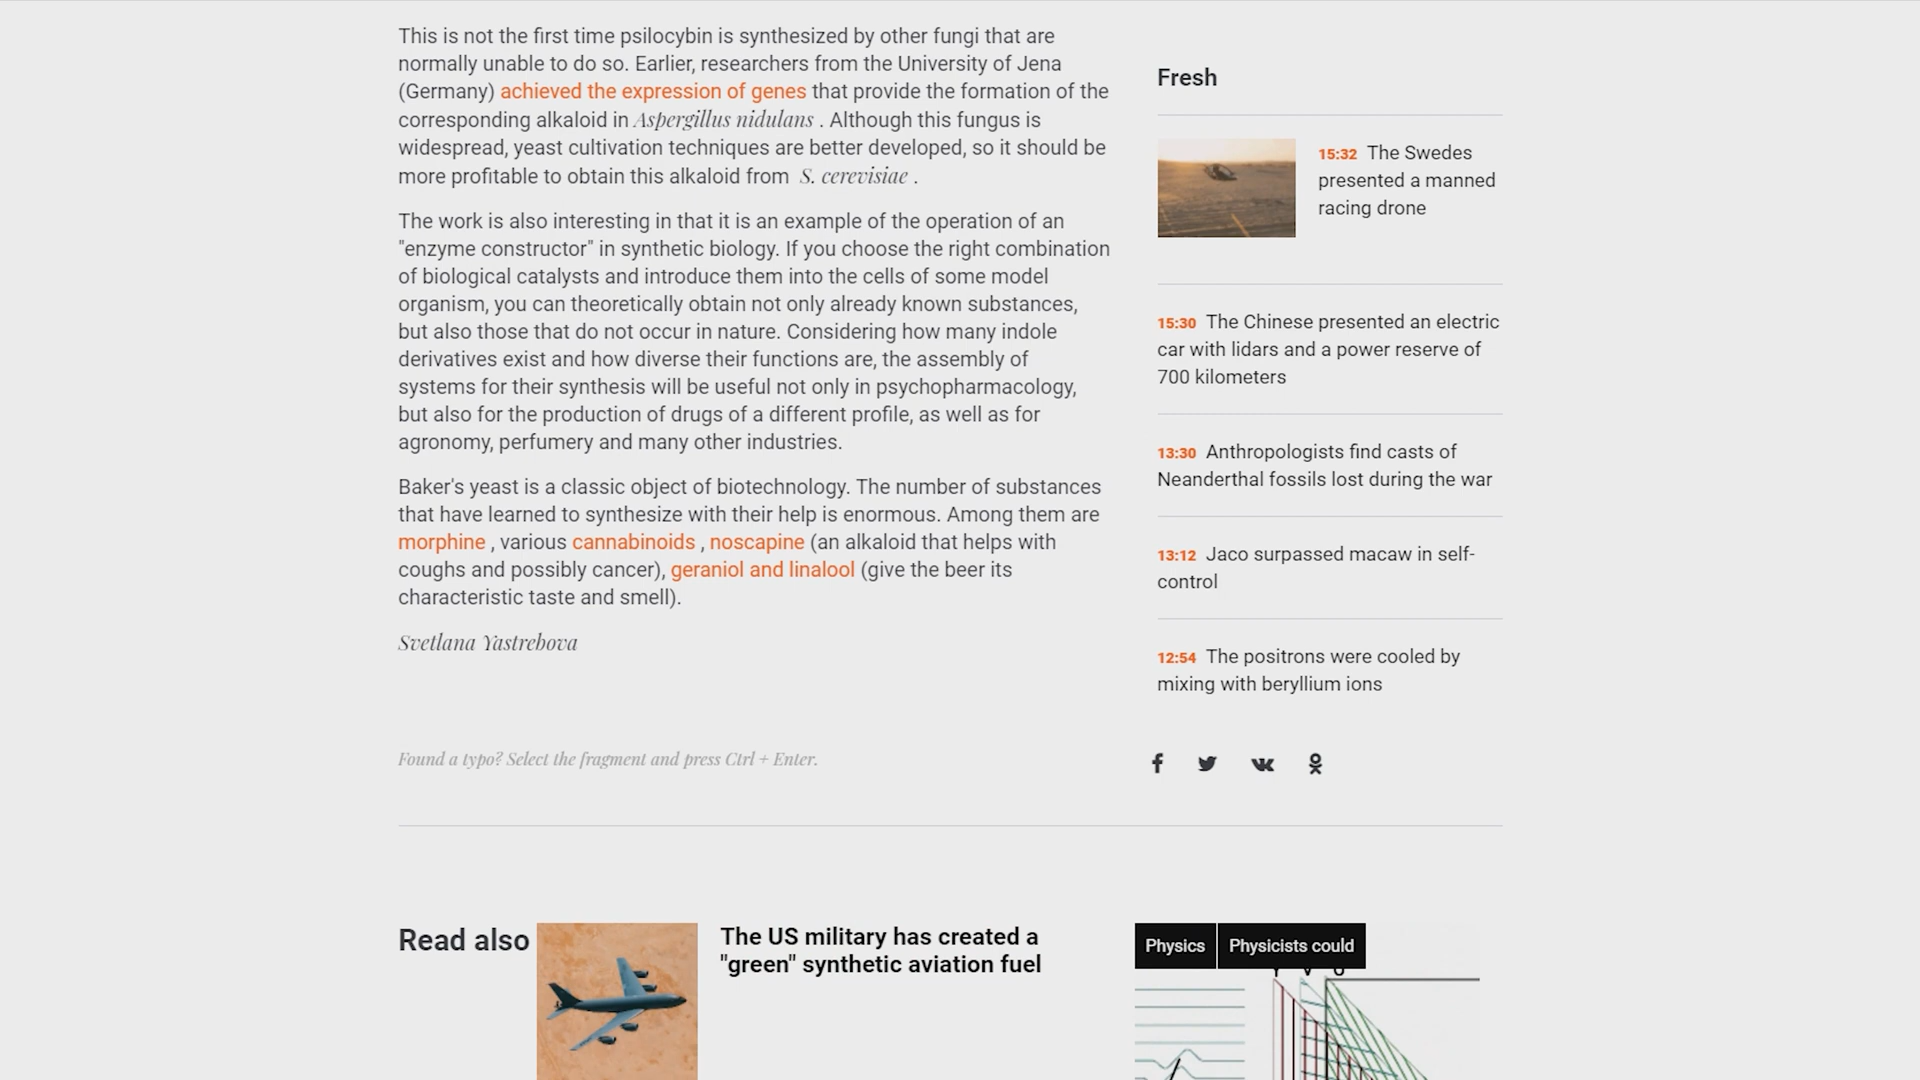 This is not the first time psilocybin is synthesized by other fungi that are
normally unable to do so. Earlier, researchers from the University of Jena
(Germany) achieved the expression of genes that provide the formation of the
corresponding alkaloid in Aspergillus nidulans . Although this fungus is
widespread, yeast cultivation techniques are better developed, so it should be
more profitable to obtain this alkaloid from S. cerevisiae .
The work is also interesting in that it is an example of the operation of an
"enzyme constructor" in synthetic biology. If you choose the right combination
of biological catalysts and introduce them into the cells of some model
organism, you can theoretically obtain not only already known substances,
but also those that do not occur in nature. Considering how many indole
derivatives exist and how diverse their functions are, the assembly of
systems for their synthesis will be useful not only in psychopharmacology,
but also for the production of drugs of a different profile, as well as for
agronomy, perfumery and many other industries.
Baker's yeast is a classic object of biotechnology. The number of substances
that have learned to synthesize with their help is enormous. Among them are
morphine , various cannabinoids , noscapine (an alkaloid that helps with
coughs and possibly cancer), geraniol and linalool (give the beer its
characteristic taste and smell).
Svetlana Yastrebova
Found a typo? Select the fragment and press Ctrl + Enter.
Fresh
15:32 The Swedes
presented a manned
racing drone
15:30 The Chinese presented an electric
car with lidars and a power reserve of
700 kilometers
13:30 Anthropologists find casts of
Neanderthal fossils lost during the war
13:12 Jaco surpassed macaw in self-
control
12:54 The positrons were cooled by
mixing with beryllium ions
Read also
The US military has created a
"green" synthetic aviation fuel
Physics
Physicists could